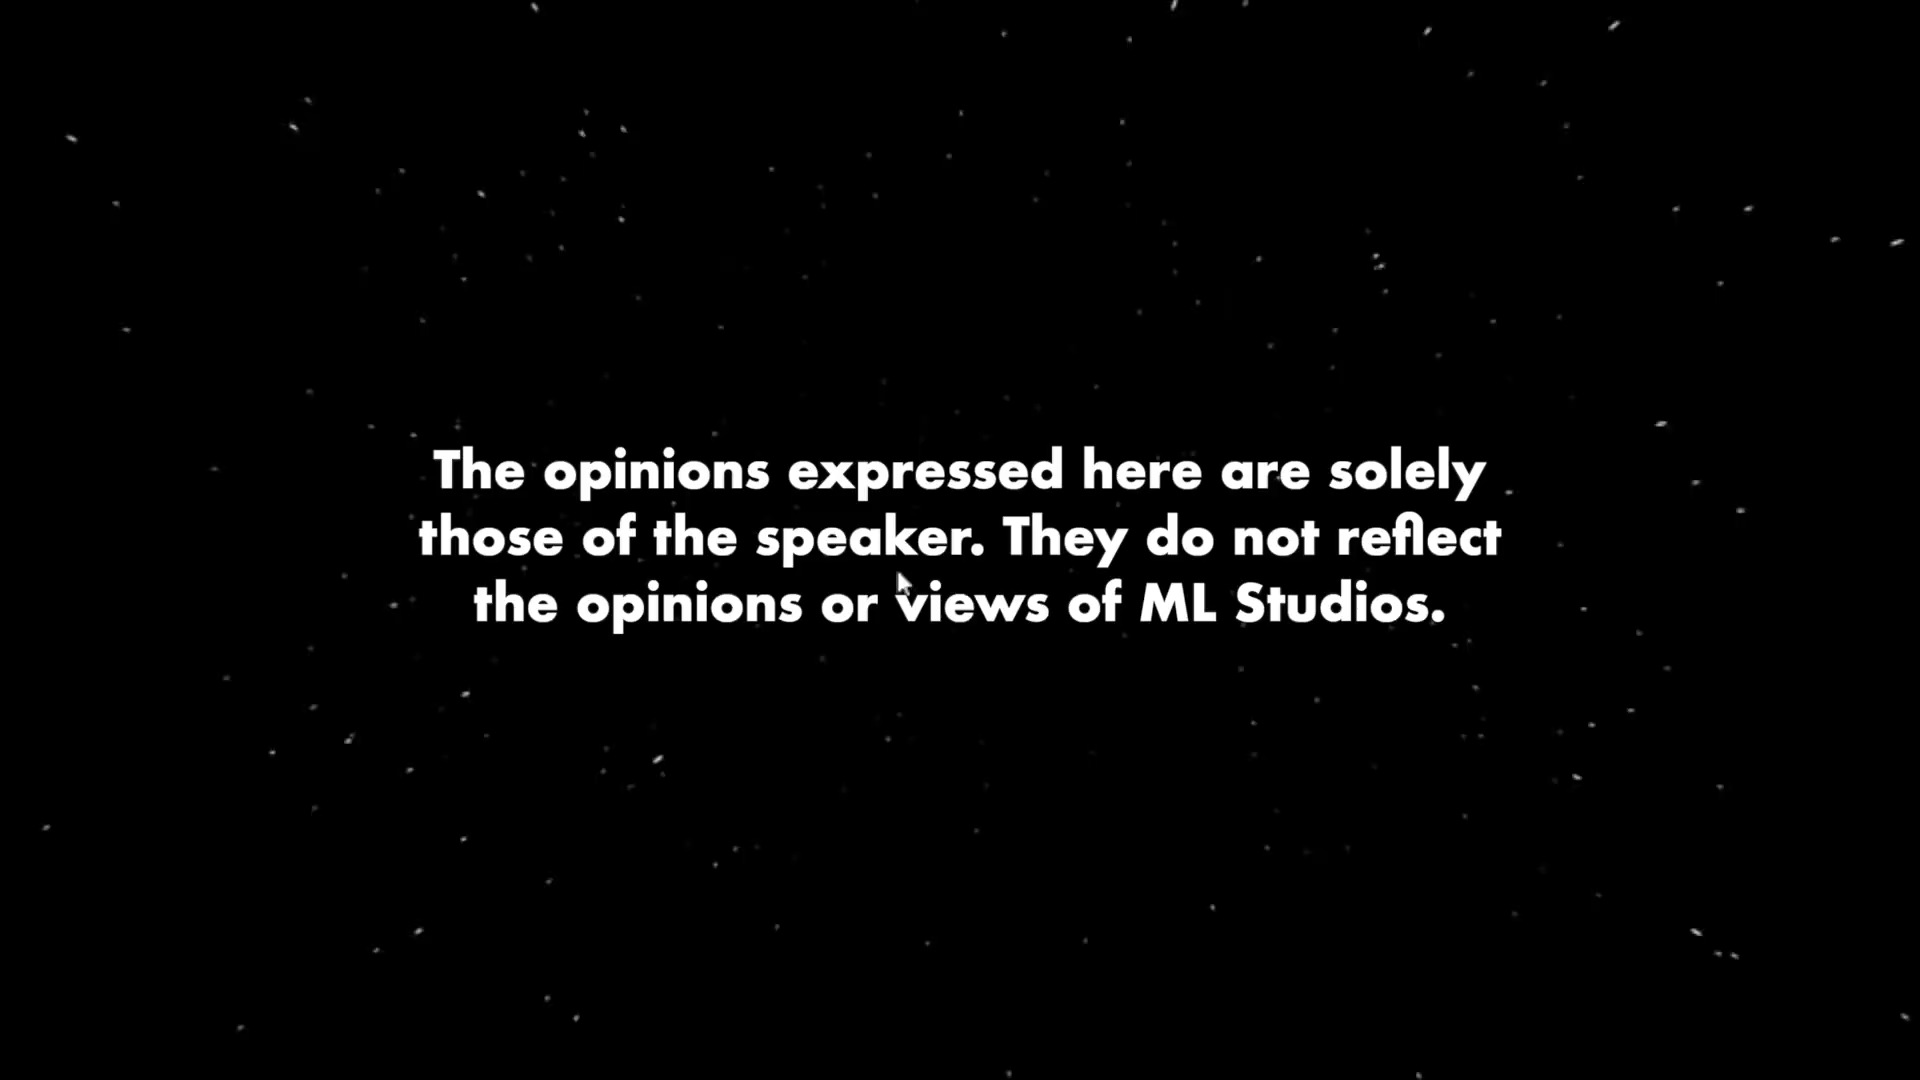 The opinions expressed here are solely
those of the speaker. They do not reflect
the opinions or views of ML Studios.